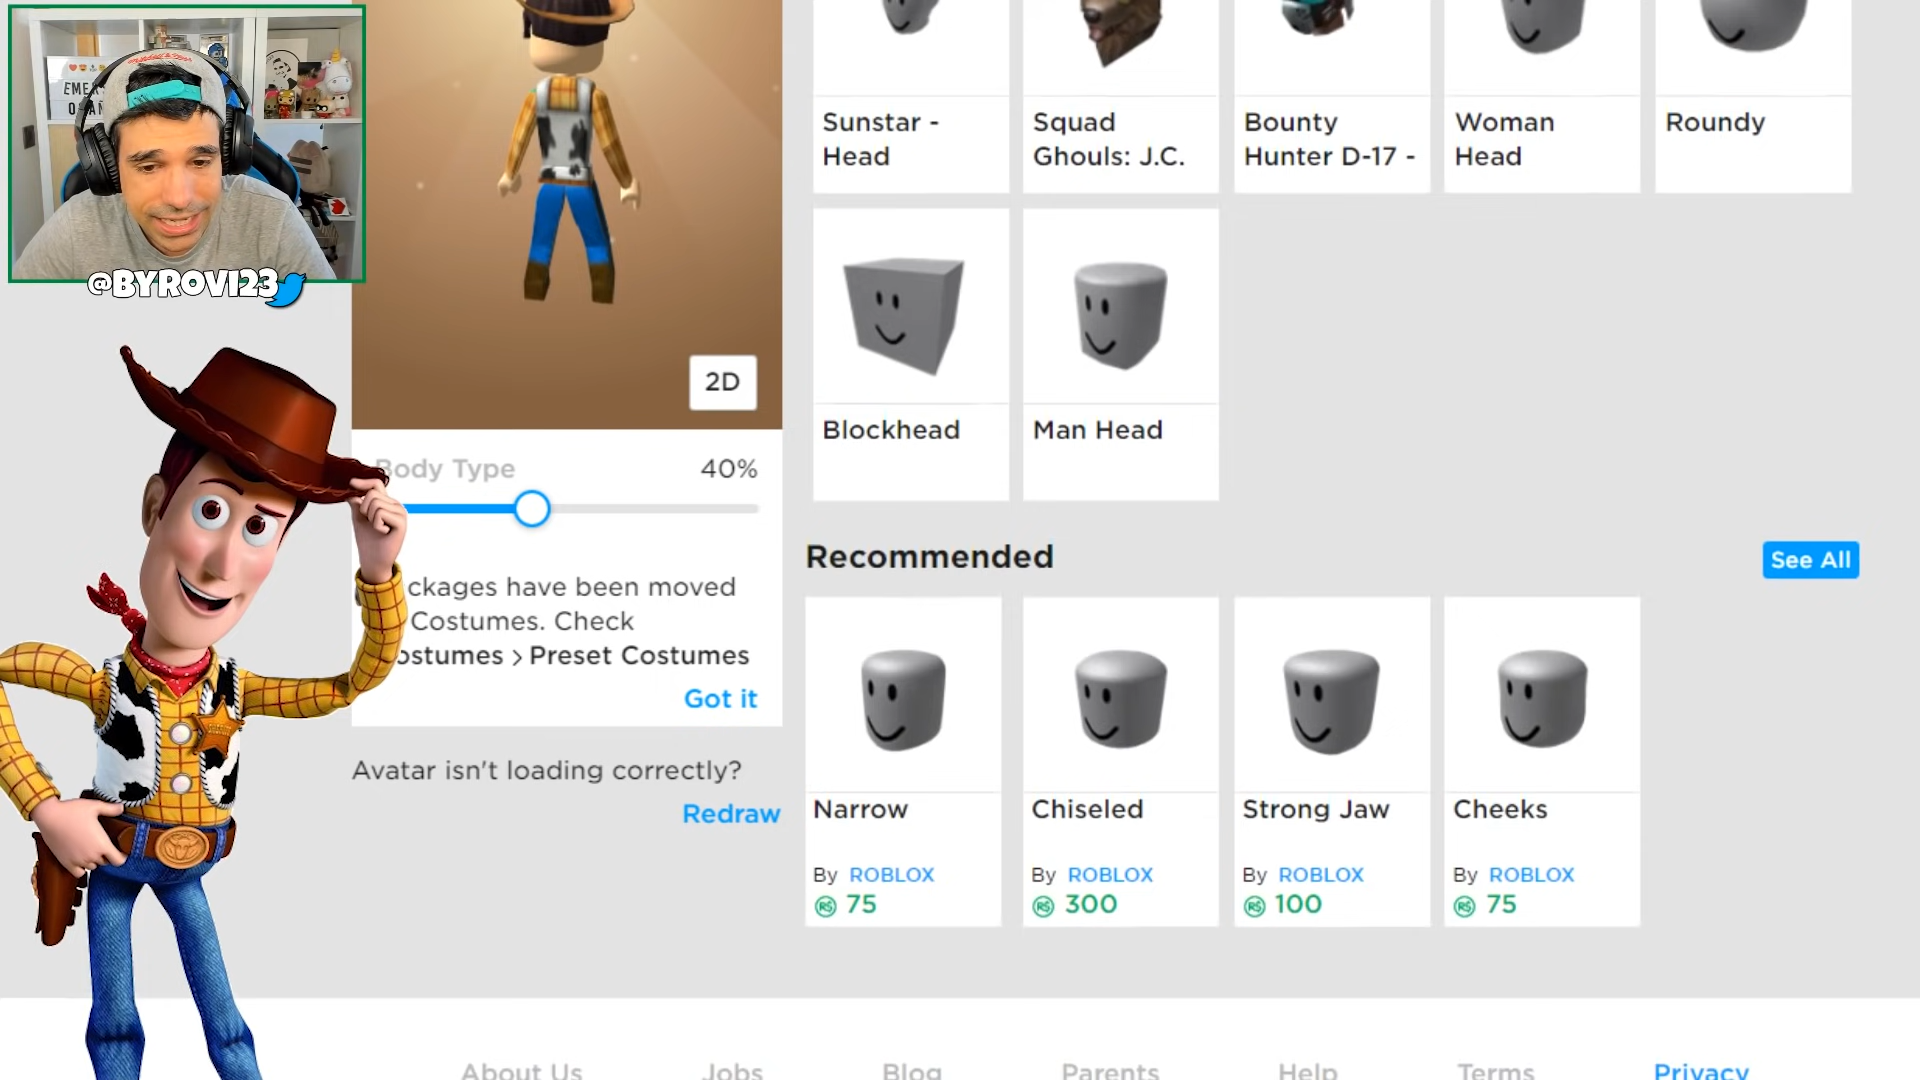 EMER
OSA
@BYROVI23
Sunstar -
Head
Squad
Ghouls: J.C.
Bounty
Hunter D-17 -
Woman
Head
Roundy
2D
Blockhead
Man Head
Body Type
40%
ckages have been moved
Costumes. Check
ostumes > Preset Costumes
Got it
Avatar isn't loading correctly?
Redraw
Recommended
See All
Narrow
By ROBLOX
75
Chiseled
By ROBLOX
300
Strong Jaw
By ROBLOX
100
Cheeks
By ROBLOX
75
About Us
Jobs
Blog
Parents
Help
Terms
Privacy